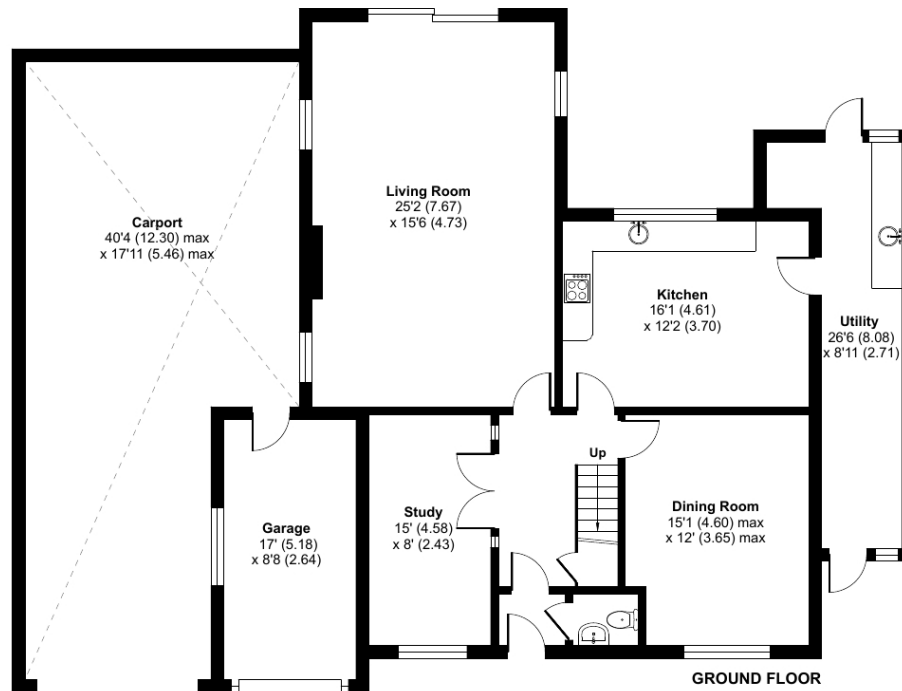 Living Room
25'2 (7.67)
x 15'6 (4.73)
Carport
40'4 (12.30) max
x 17'11 (5.46) max
Kitchen
16'1 (4.61)
x 12'2 (3.70)
Utility
26'6 (8.08)
x 8'11 (2.71)
Up
Study
15' (4.58)
x 8' (2.43)
Dining Room
15'1 (4.60) max
x 12' (3.65) max
Garage
17' (5.18)
x 8'8 (2.64)
GROUND FLOOR